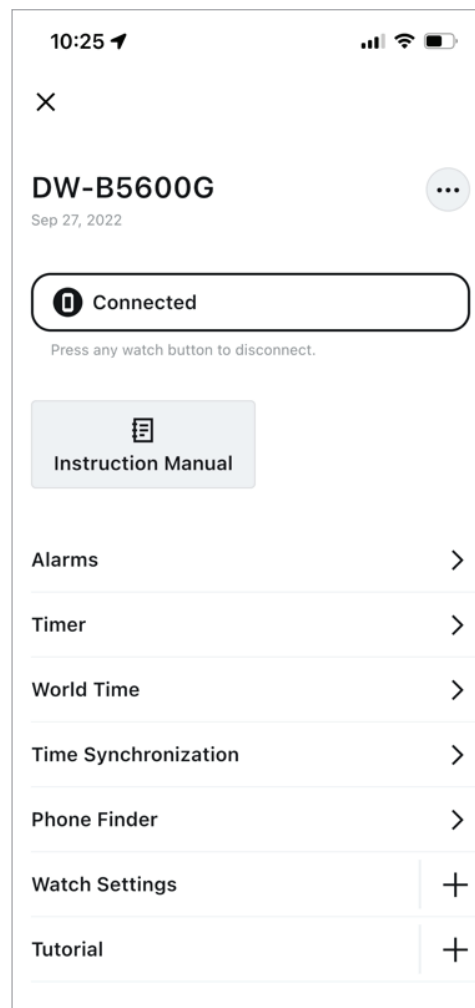 10:25
DW-B5600G
Sep 27, 2022
Connected
Press any watch button to disconnect.
Instruction Manual
Alarms
Timer
World Time
Time Synchronization
Phone Finder
Watch Settings
Tutorial